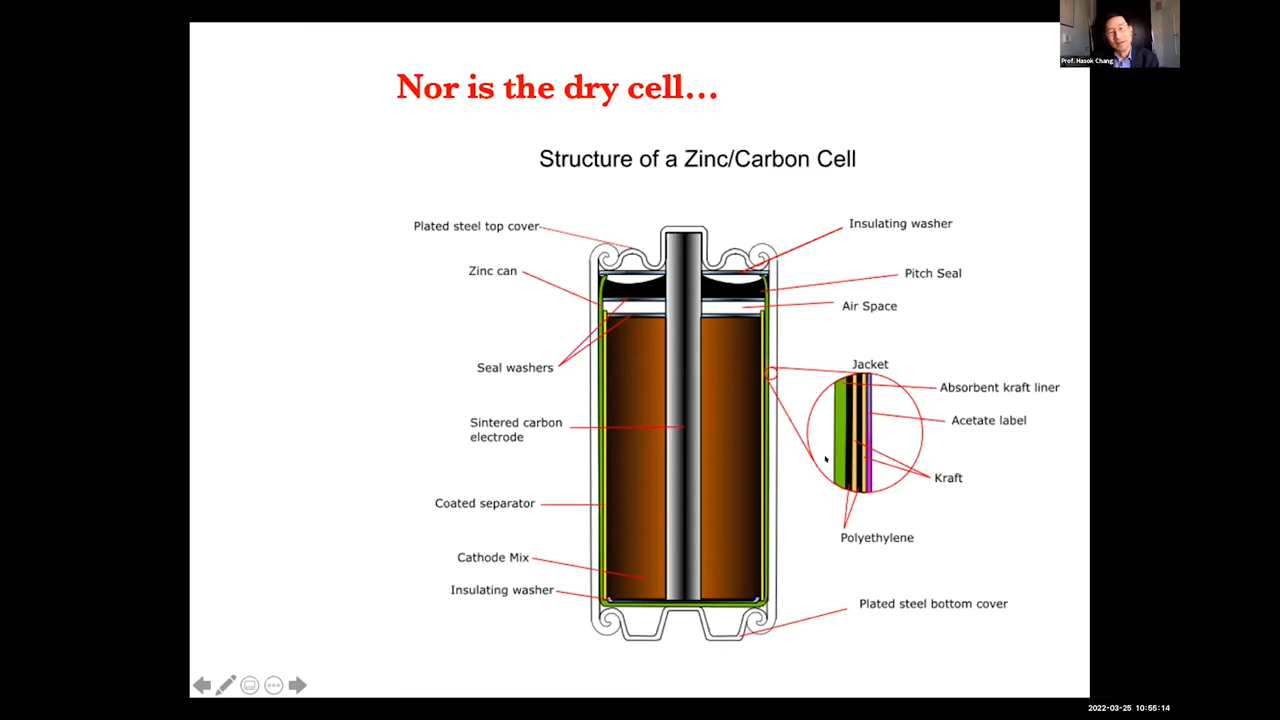 Prof. Hasok Chang
Nor is the dry cell...
Structure of a Zinc/Carbon Cell
Plated steel top cover
Insulating washer
Zinc can
Pitch Seal
Air Space
Seal washers
Jacket
Absorbent kraft liner
Acetate label
Sintered carbon
electrode
Kraft
Coated separator
Polyethylene
Cathode Mix
Insulating washer
Plated steel bottom cover
2022-03-25 10:55:14